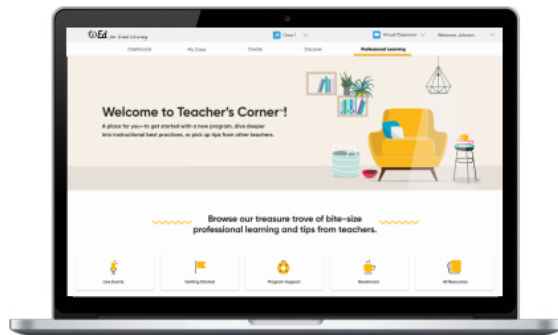 Ed
Class 1
Virtual Classroom
Welcome, Johnson
Dashboard
My Class
Create
Discover
Professional Learning
Welcome to Teacher's Corner™!
A place for you—to get started with a new program, dive deeper
into instructional best practices, or pick up tips from other teachers.
Browse our treasure trove of bite-size
professional learning and tips from teachers.
Live Events
Getting Started
Program Support
Breakroom
All Resources